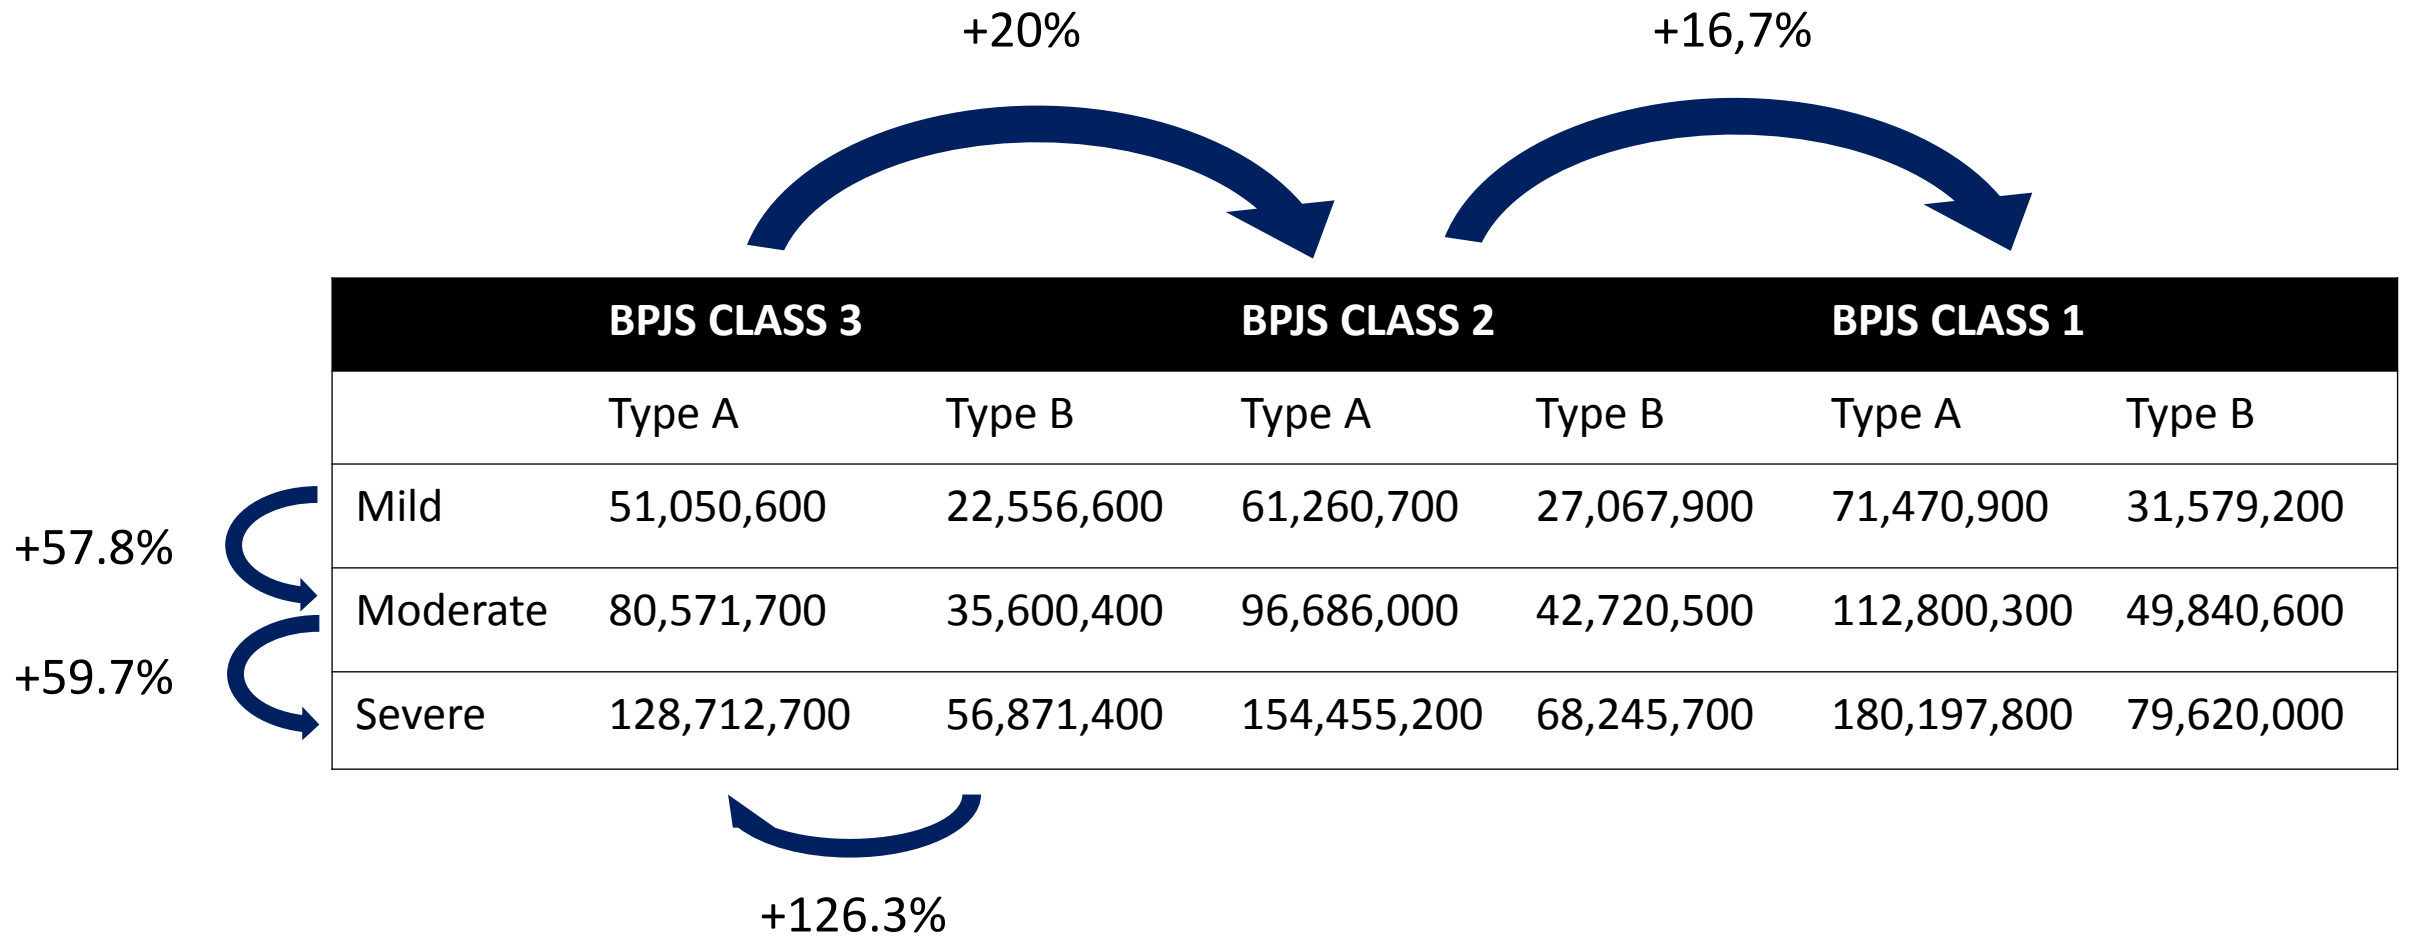 +20% +16,7%
BPJS CLASS 3 BPJS CLASS 2 BPJS CLASS 1
Type A Type B Type A Type B Type A Type B
Mild 51,050,600 22,556,600 61,260,700 27,067,900 71,470,900 31,579,200
+57.8%
Moderate 80,571,700 35,600,400 96,686,000 42,720,500 112,800,300 49,840,600
+59.7%
Severe 128,712,700 56,871,400 154,455,200 68,245,700 180,197,800 79,620,000
+126.3%